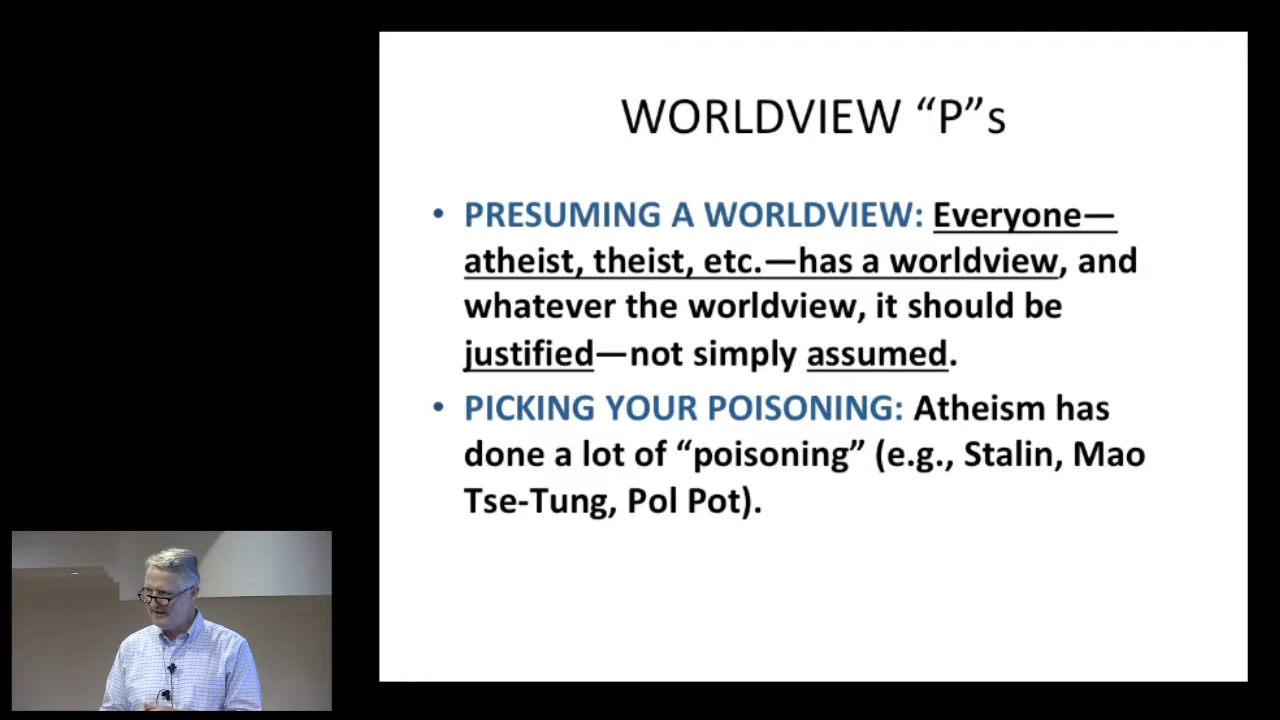 WORLDVIEW “P”s
• PRESUMING A WORLDVIEW: Everyone—
atheist, theist, etc.—has a worldview, and
whatever the worldview, it should be
justified—not simply assumed.
• PICKING YOUR POISONING: Atheism has
done a lot of “poisoning” (e.g., Stalin, Mao
Tse-Tung, Pol Pot).